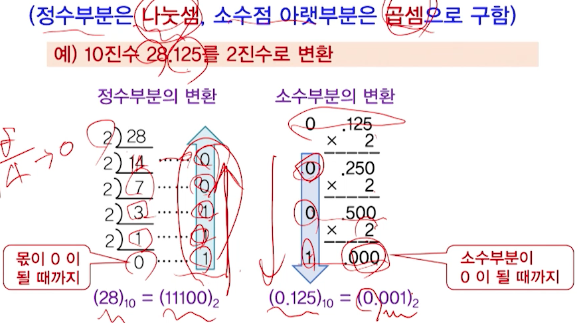 (정수부분은 나눗셈, 소수점 아랫부분은 곱셈으로 구함)
예) 10진수 28.125를 2진수로 변환
정수부분의 변환
2 ) 28
2 ) 14 ······ 0
2 ) 7 ······ 0
2 ) 3 ······ 1
2 ) 1 ······ 1
0 ······ 1
몫이 0 이
될 때까지
(28)10 = (11100)2
소수부분의 변환
0 .125
× 2
0 .250
× 2
0 .500
× 2
1 .000
소수부분이
0 이 될 때까지
(0.125)10 = (0.001)2
4 → 0